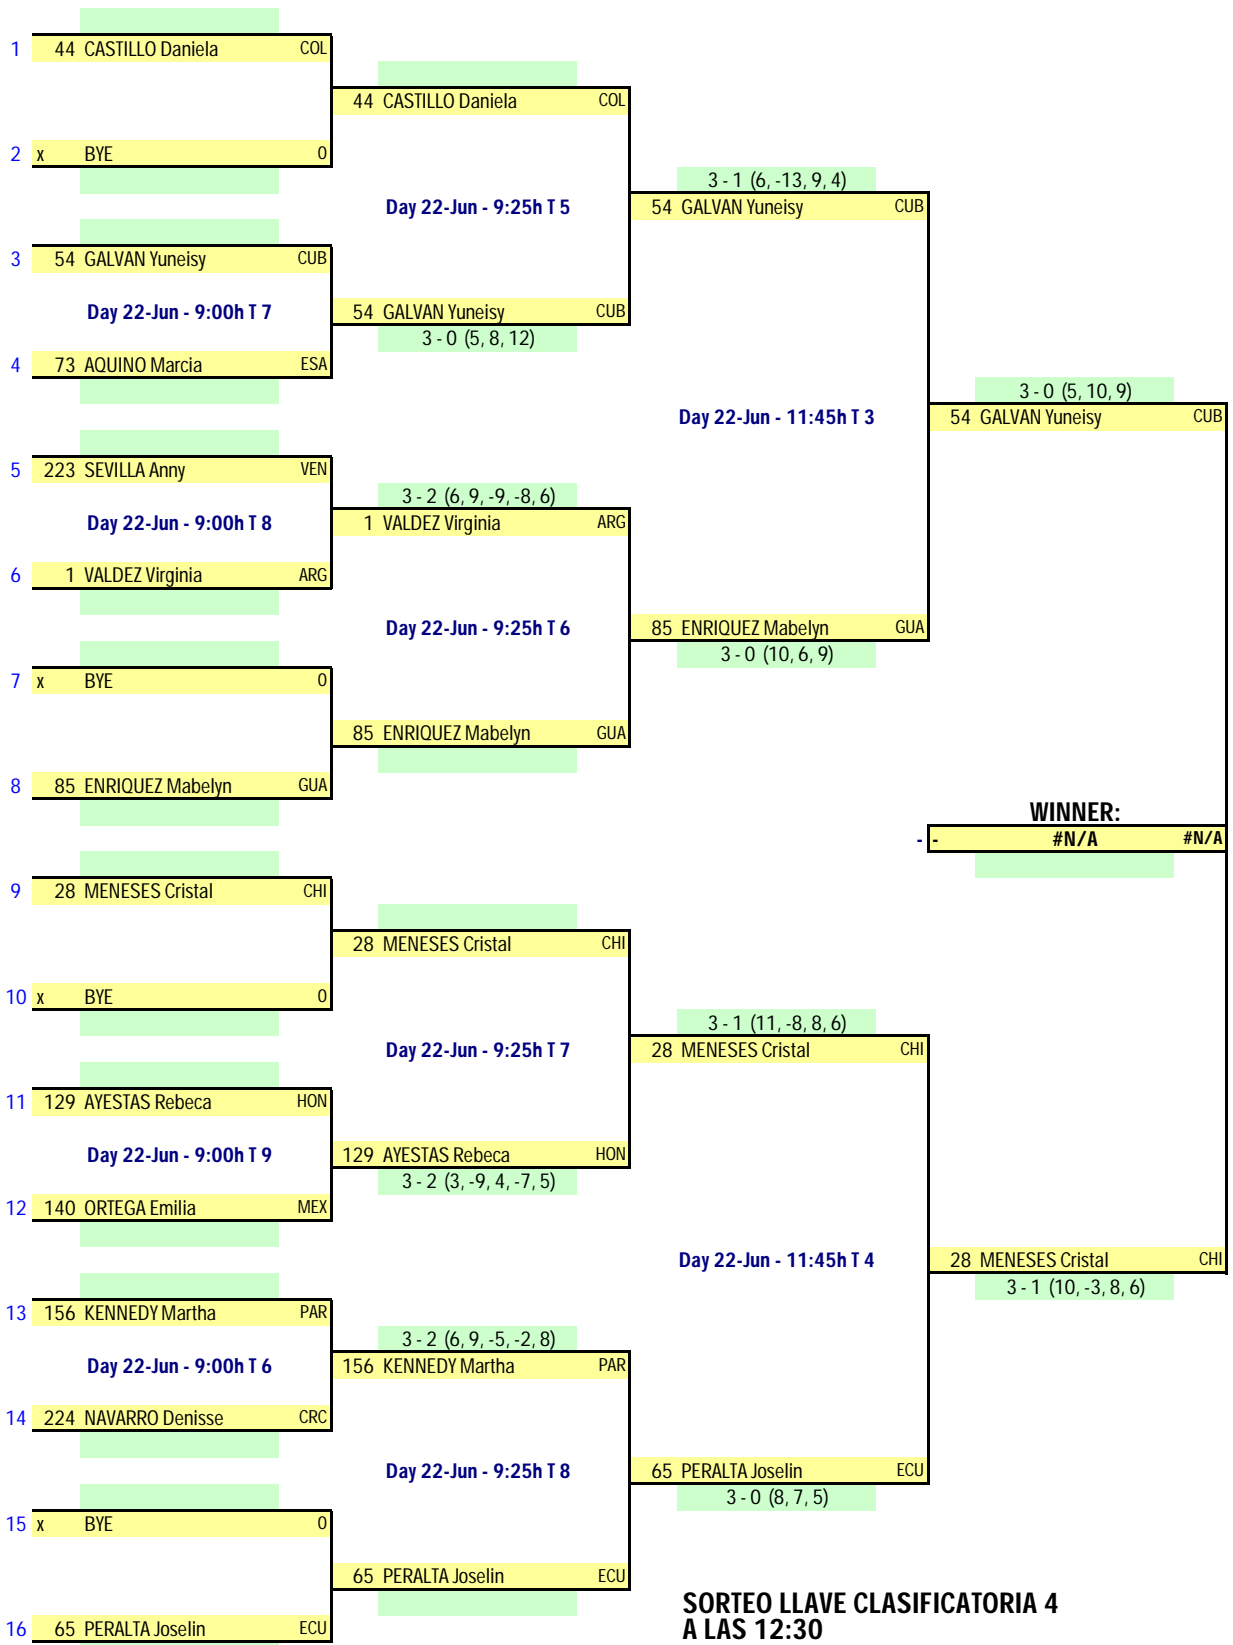 1 44 CASTILLO Daniela COL
44 CASTILLO Daniela COL
2 x BYE 0
3 - 1 (6, -13, 9, 4)
Day 22-Jun - 9:25h T 5 54 GALVAN Yuneisy CUB
3 54 GALVAN Yuneisy CUB
Day 22-Jun - 9:00h T 7 54 GALVAN Yuneisy CUB
3 - 0 (5, 8, 12)
4 73 AQUINO Marcia ESA
3 - 0 (5, 10, 9)
Day 22-Jun - 11:45h T 3 54 GALVAN Yuneisy CUB
5 223 SEVILLA Anny VEN
3 - 2 (6, 9, -9, -8, 6)
Day 22-Jun - 9:00h T 8 1 VALDEZ Virginia ARG
6 1 VALDEZ Virginia ARG
Day 22-Jun - 9:25h T 6 85 ENRIQUEZ Mabelyn GUA
3 - 0 (10, 6, 9)
7 x BYE 0
85 ENRIQUEZ Mabelyn GUA
8 85 ENRIQUEZ Mabelyn GUA
WINNER:
- - #N/A #N/A
9 28 MENESES Cristal CHI
28 MENESES Cristal CHI
10 x BYE 0
3 - 1 (11, -8, 8, 6)
Day 22-Jun - 9:25h T 7 28 MENESES Cristal CHI
11 129 AYESTAS Rebeca HON
Day 22-Jun - 9:00h T 9 129 AYESTAS Rebeca HON
3 - 2 (3, -9, 4, -7, 5)
12 140 ORTEGA Emilia MEX
Day 22-Jun - 11:45h T 4 28 MENESES Cristal CHI
3 - 1 (10, -3, 8, 6)
13 156 KENNEDY Martha PAR
3 - 2 (6, 9, -5, -2, 8)
Day 22-Jun - 9:00h T 6 156 KENNEDY Martha PAR
14 224 NAVARRO Denisse CRC
Day 22-Jun - 9:25h T 8 65 PERALTA Joselin ECU
3 - 0 (8, 7, 5)
15 x BYE 0
65 PERALTA Joselin ECU
SORTEO LLAVE CLASIFICATORIA 4
16 65 PERALTA Joselin ECU
A LAS 12:30